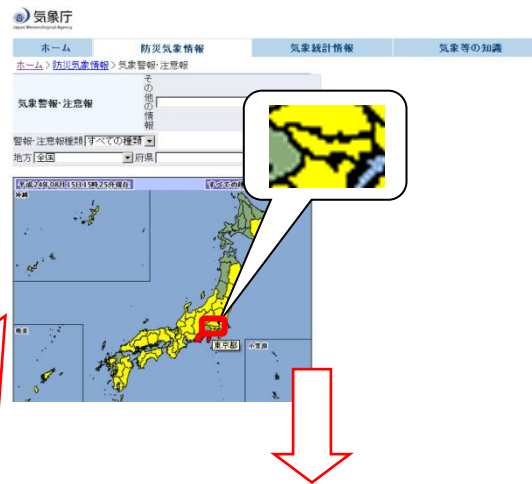 気象庁
Japan Meteorological Agency
ホーム
防災気象情報
気象統計情報
気象等の知識
ホーム > 防災気象情報 > 気象警報・注意報
気象警報・注意報
その他の情報
警報・注意報種類 すべての種類
地方 全国 府県
平成24年08月15日15時25分現在
すべての種
沖縄
奄美
東京都
小笠原